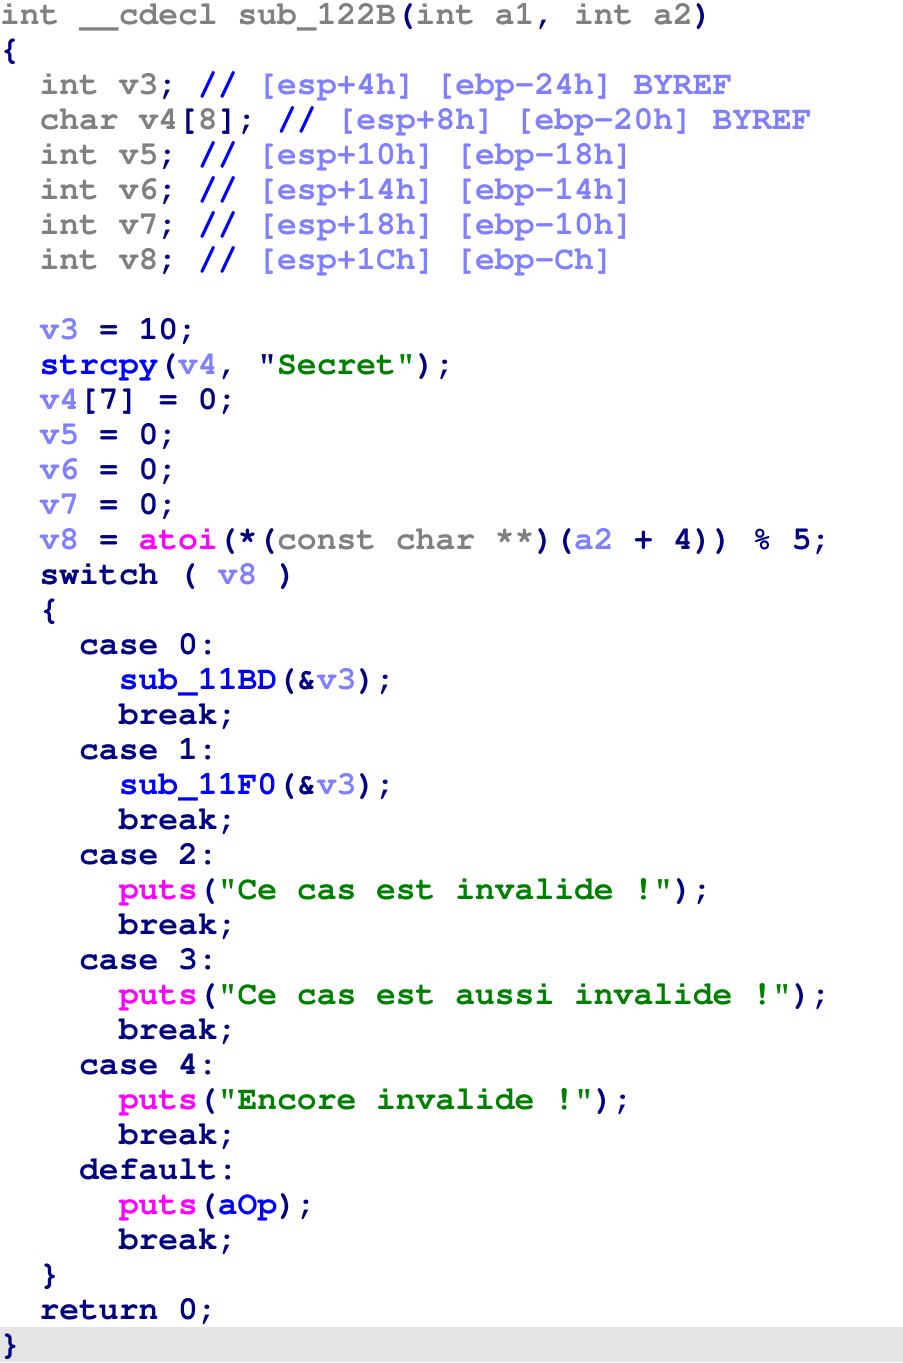 int __cdecl sub_122B(int a1, int a2)
{
  int v3; // [esp+4h] [ebp-24h] BYREF
  char v4[8]; // [esp+8h] [ebp-20h] BYREF
  int v5; // [esp+10h] [ebp-18h]
  int v6; // [esp+14h] [ebp-14h]
  int v7; // [esp+18h] [ebp-10h]
  int v8; // [esp+1Ch] [ebp-Ch]

  v3 = 10;
  strcpy(v4, "Secret");
  v4[7] = 0;
  v5 = 0;
  v6 = 0;
  v7 = 0;
  v8 = atoi(*(const char **)(a2 + 4)) % 5;
  switch ( v8 )
  {
    case 0:
      sub_11BD(&v3);
      break;
    case 1:
      sub_11F0(&v3);
      break;
    case 2:
      puts("Ce cas est invalide !");
      break;
    case 3:
      puts("Ce cas est aussi invalide !");
      break;
    case 4:
      puts("Encore invalide !");
      break;
    default:
      puts(aOp);
      break;
  }
  return 0;
}